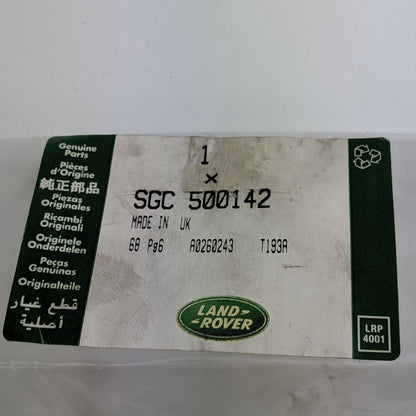 Genuine
Parts
Pièces
d'Origine
純正部品
Piezas
Originales
Ricambi
Originali
Originele
Onderdelen
Peças
Genuinas
Originalteile
قطع غيار
أصلية
1
x
SGC 500142
MADE IN UK
68 Pg6 A0260243 T193A
LAND-
-ROVER
LRP
4001